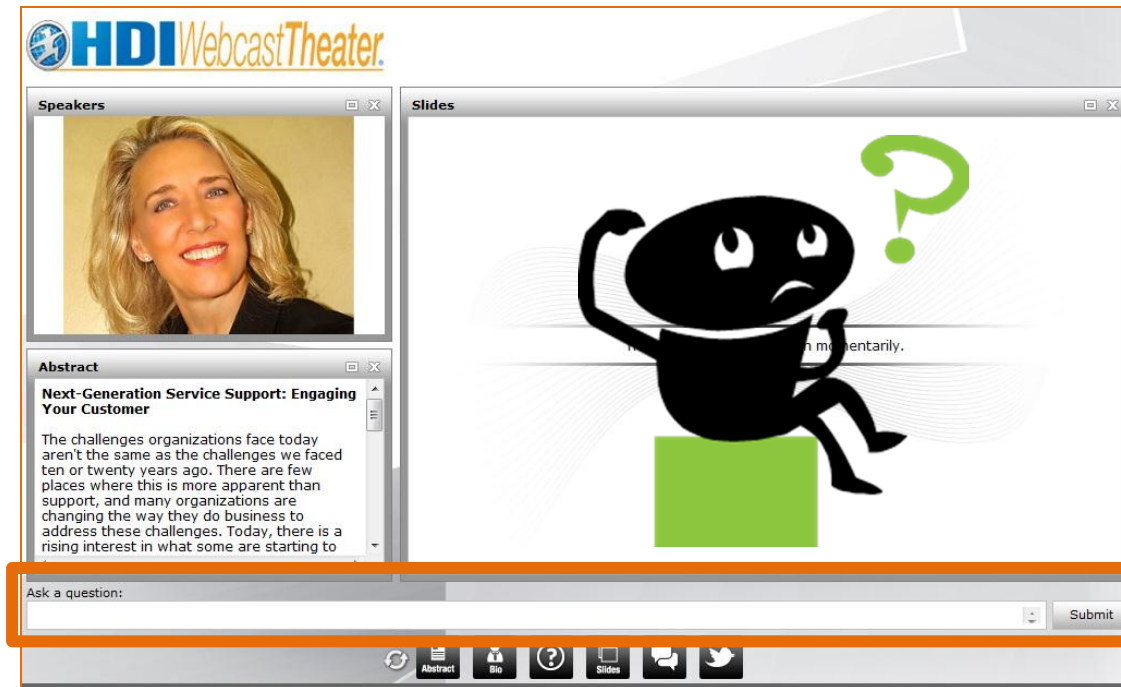 HDI WebcastTheater.
Speakers
Abstract
Next-Generation Service Support: Engaging
Your Customer
The challenges organizations face today
aren't the same as the challenges we faced
ten or twenty years ago. There are few
places where this is more apparent than
support, and many organizations are
changing the way they do business to
address these challenges. Today, there is a
rising interest in what some are starting to
Slides
momentarily.
Ask a question:
Submit
Abstract
Bio
Slides